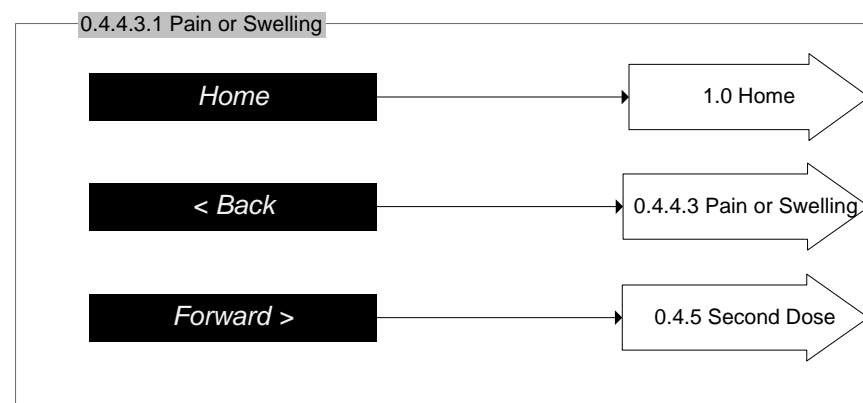 0.4.4.3.1 Pain or Swelling
Home
1.0 Home
< Back
0.4.4.3 Pain or Swelling
Forward >
0.4.5 Second Dose